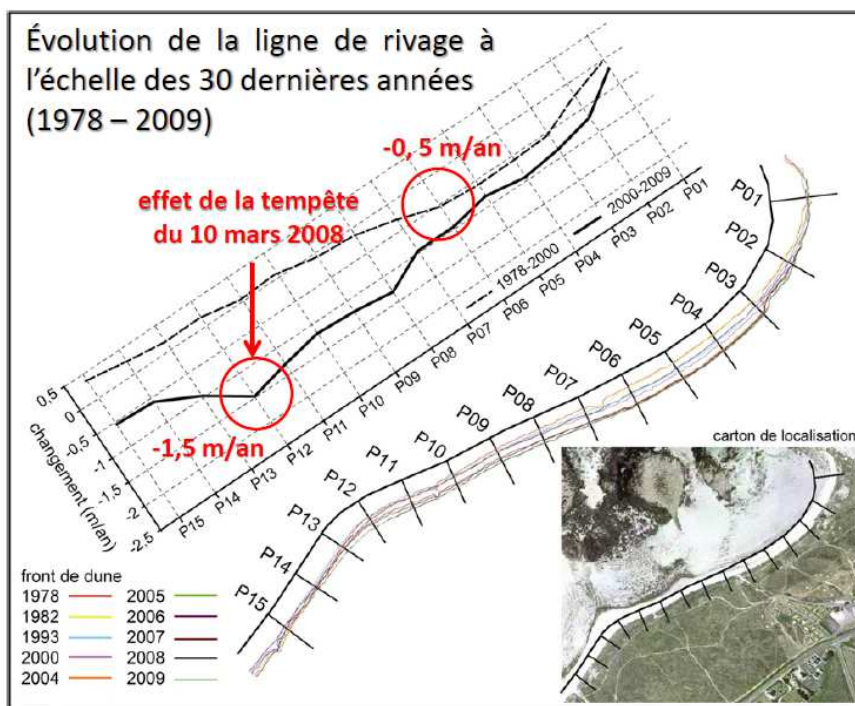 Évolution de la ligne de rivage à
l’échelle des 30 dernières années
(1978 – 2009)
-0, 5 m/an
effet de la tempête
du 10 mars 2008
-1,5 m/an
0.5
0
-0.5
-1
-1.5
-2
-2.5
changement (m/an)
P15
P14
P13
P12
P11
P10
P09
P08
P07
P06
P05
P04
P03
P02
P01
1978-2000
2000-2009
P01
P02
P03
P04
P05
P06
P07
P08
P09
P10
P11
P12
P13
P14
P15
carton de localisation
front de dune
1978 2005
1982 2006
1993 2007
2000 2008
2004 2009